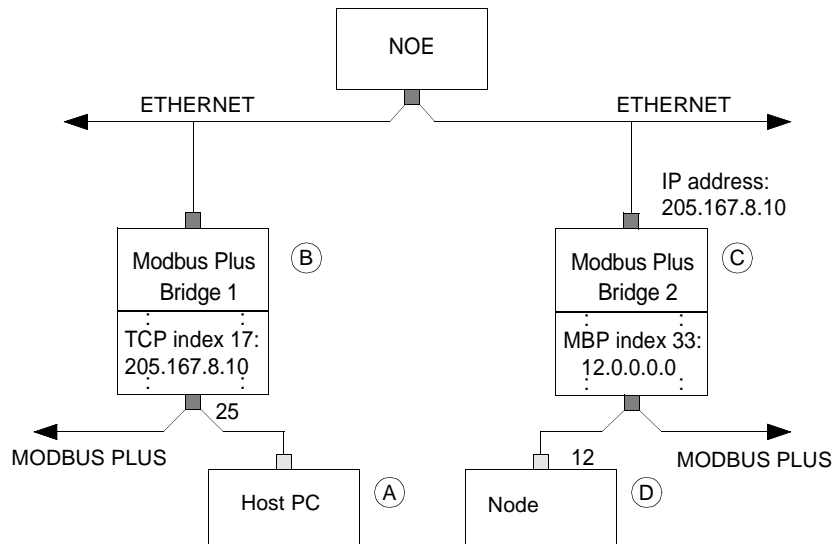 NOE
ETHERNET
ETHERNET
IP address:
205.167.8.10
Modbus Plus
Bridge 1
B
Modbus Plus
Bridge 2
C
TCP index 17:
205.167.8.10
MBP index 33:
12.0.0.0.0
25
MODBUS PLUS
12
MODBUS PLUS
Host PC
A
Node
D